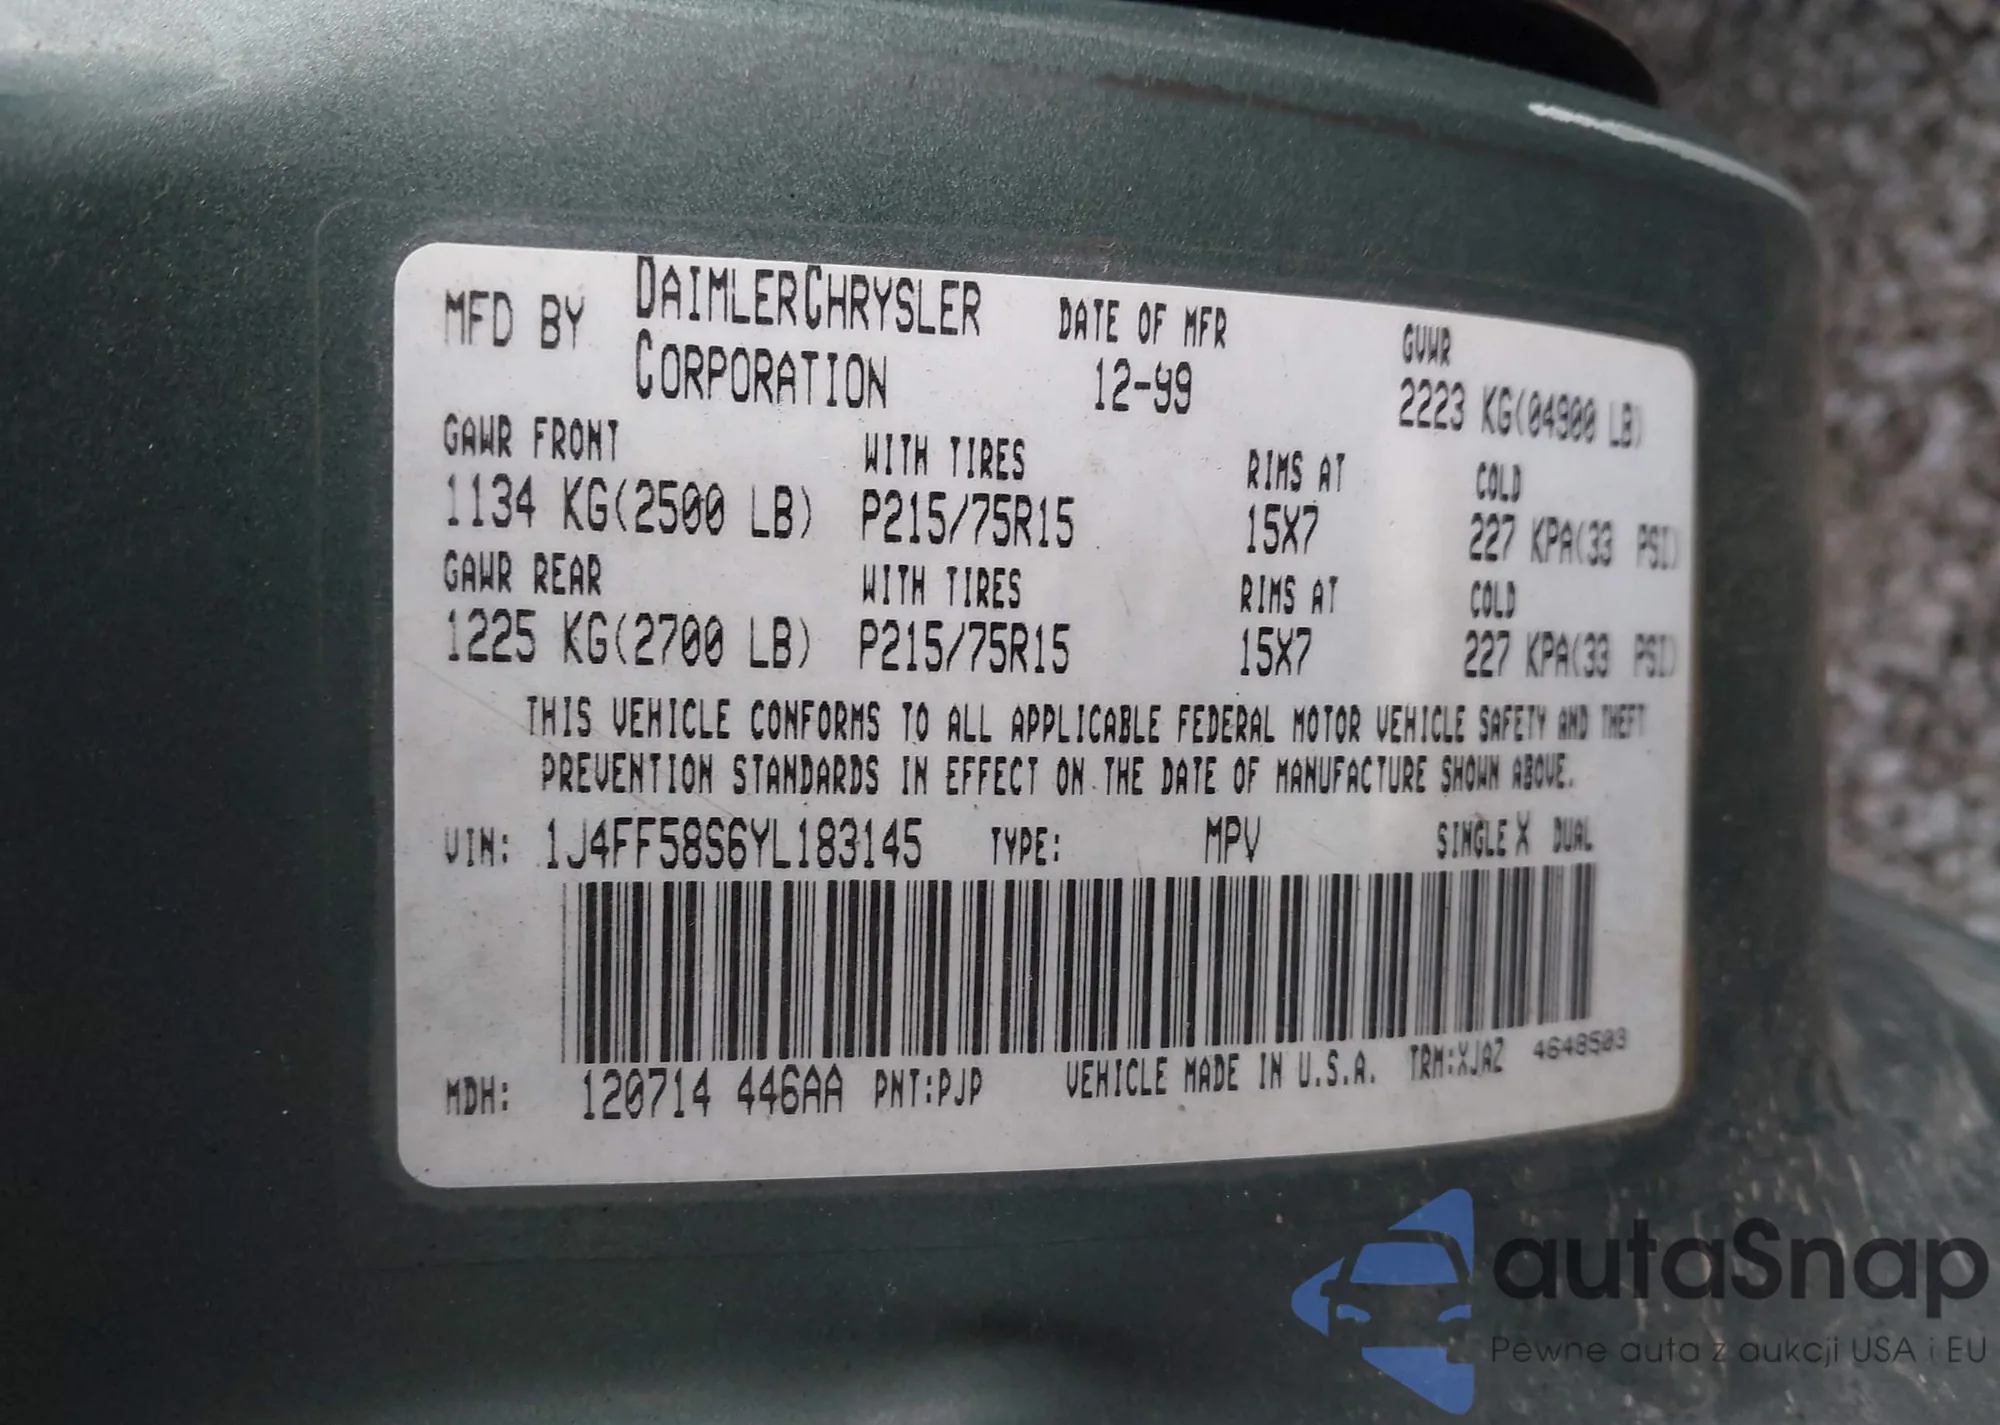 MFD BY DAIMLERCHRYSLER CORPORATION DATE OF MFR 12-99 GVWR 2223 KG(04900 LB)
GAWR FRONT WITH TIRES RIMS AT COLD
1134 KG(2500 LB) P215/75R15 15X7 227 KPA(33 PSI)
GAWR REAR WITH TIRES RIMS AT COLD
1225 KG(2700 LB) P215/75R15 15X7 227 KPA(33 PSI)
THIS VEHICLE CONFORMS TO ALL APPLICABLE FEDERAL MOTOR VEHICLE SAFETY AND THEFT
PREVENTION STANDARDS IN EFFECT ON THE DATE OF MANUFACTURE SHOWN ABOVE.
VIN: 1J4FF58S6YL183145 TYPE: MPV SINGLE X DUAL
MDH: 120714 446AA PNT:PJP VEHICLE MADE IN U.S.A. TRM:XJAZ 4648503
autaSnap
Pewne auta z aukcji USA i EU